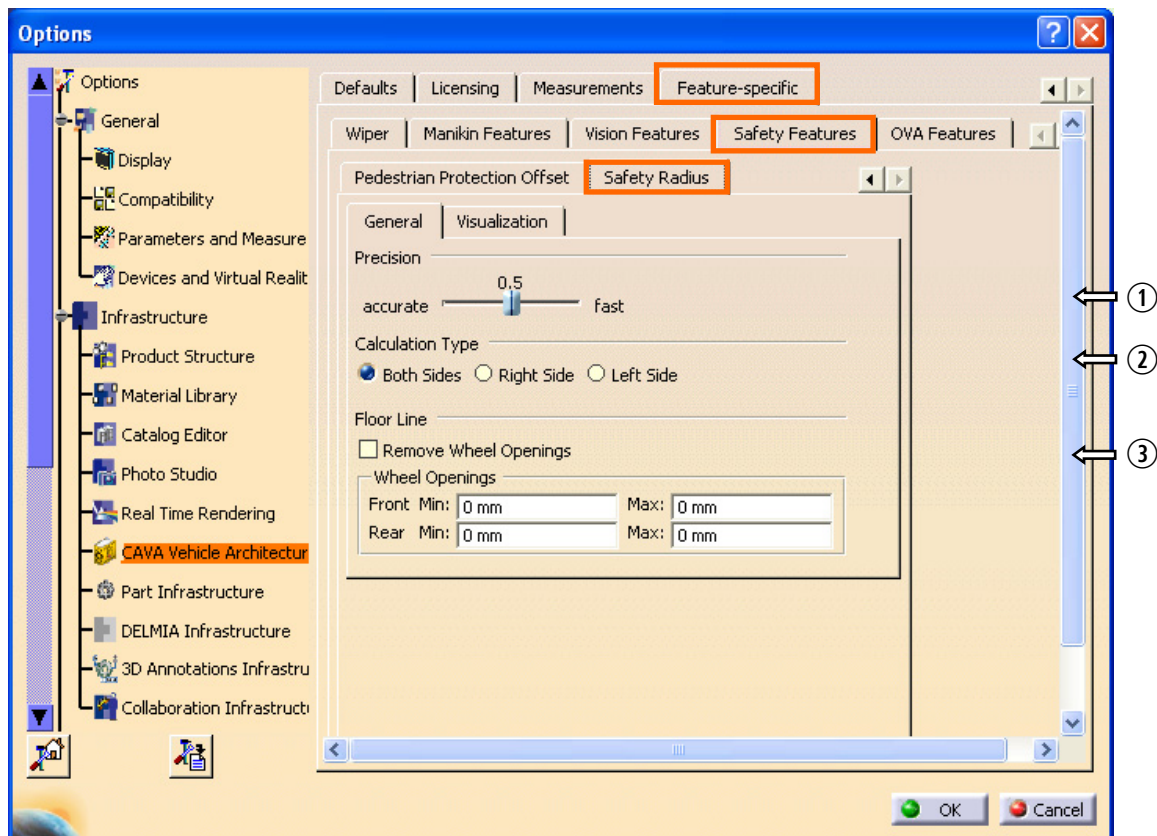 Options
Options
General
Display
Compatibility
Parameters and Measure
Devices and Virtual Realit
Infrastructure
Product Structure
Material Library
Catalog Editor
Photo Studio
Real Time Rendering
CAVA Vehicle Architectur
Part Infrastructure
DELMIA Infrastructure
3D Annotations Infrastru
Collaboration Infrastruct
Defaults Licensing Measurements Feature-specific
Wiper Manikin Features Vision Features Safety Features OVA Features
Pedestrian Protection Offset Safety Radius
General Visualization
Precision
0,5
accurate fast
①
Calculation Type
②
Both Sides Right Side Left Side
Floor Line
Remove Wheel Openings
③
Wheel Openings
Front Min: 0 mm Max: 0 mm
Rear Min: 0 mm Max: 0 mm
OK Cancel